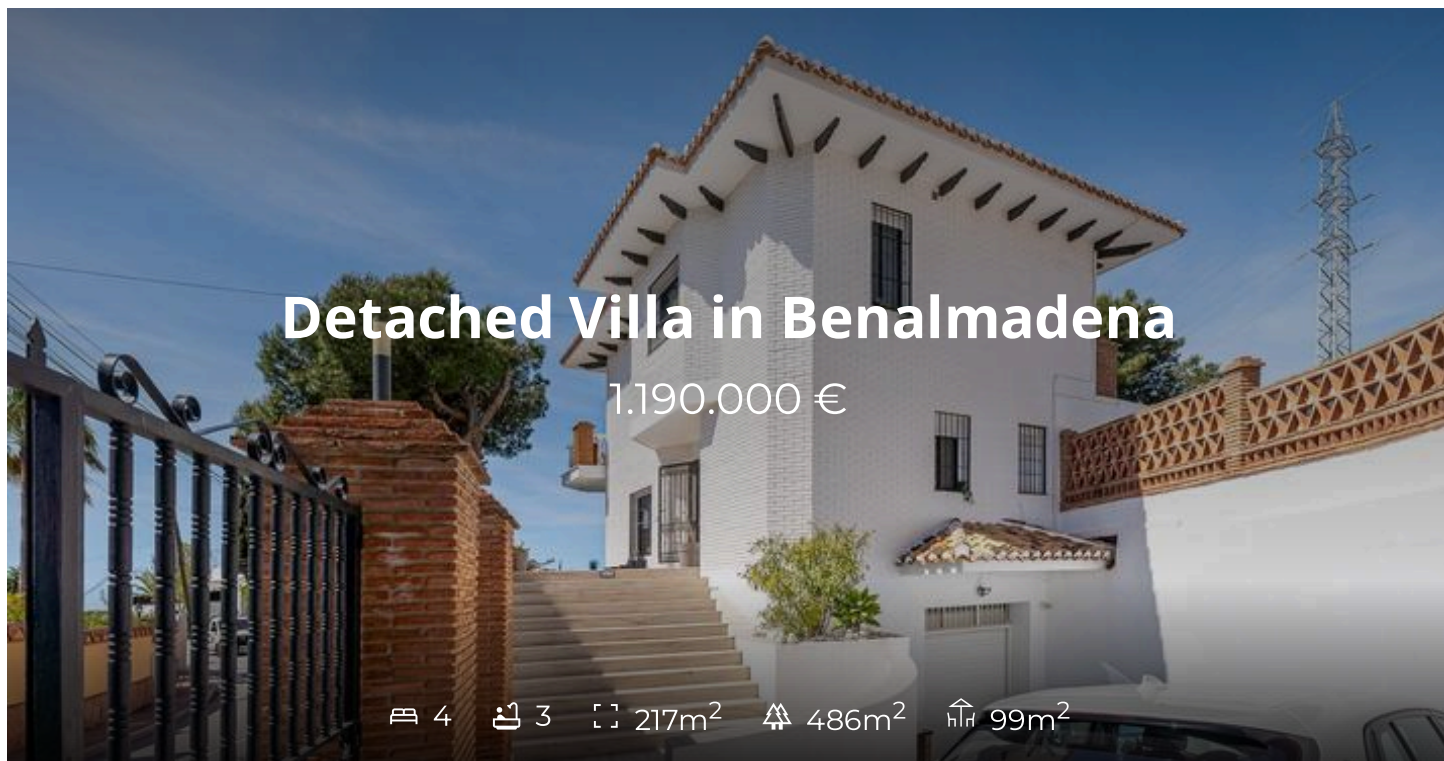 Detached Villa in Benalmadena
1.190.000 €
4 3 217m² 486m² 99m²